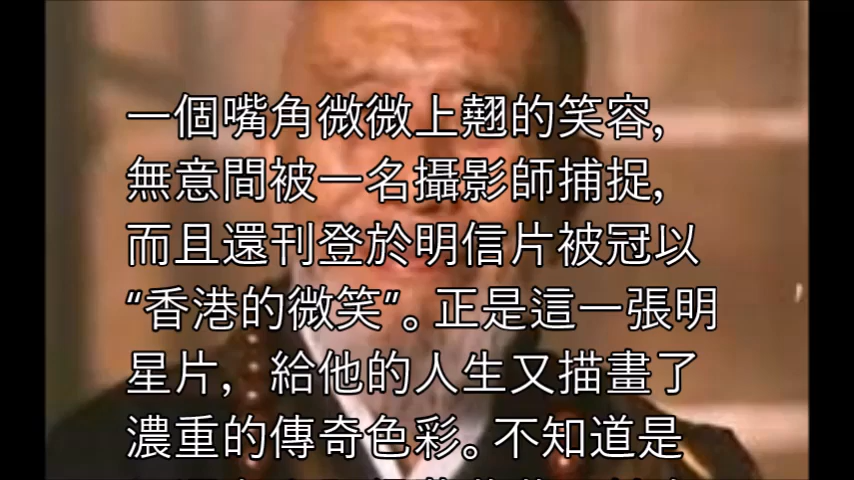 一個嘴角微微上翹的笑容,
無意間被一名攝影師捕捉,
而且還刊登於明信片被冠以
"香港的微笑"。正是這一張明
星片，給他的人生又描畫了
濃重的傳奇色彩。不知道是